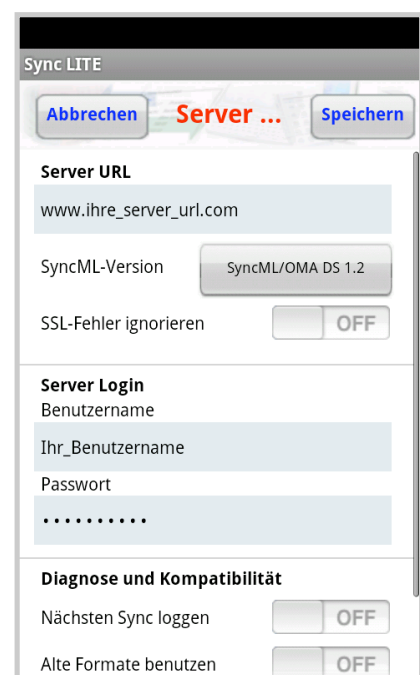 Sync LITE
Abbrechen Server ... Speichern
Server URL
www.ihre_server_url.com
SyncML-Version SyncML/OMA DS 1.2
SSL-Fehler ignorieren OFF
Server Login
Benutzername
Ihr_Benutzername
Passwort
••••••••••
Diagnose und Kompatibilität
Nächsten Sync loggen OFF
Alte Formate benutzen OFF